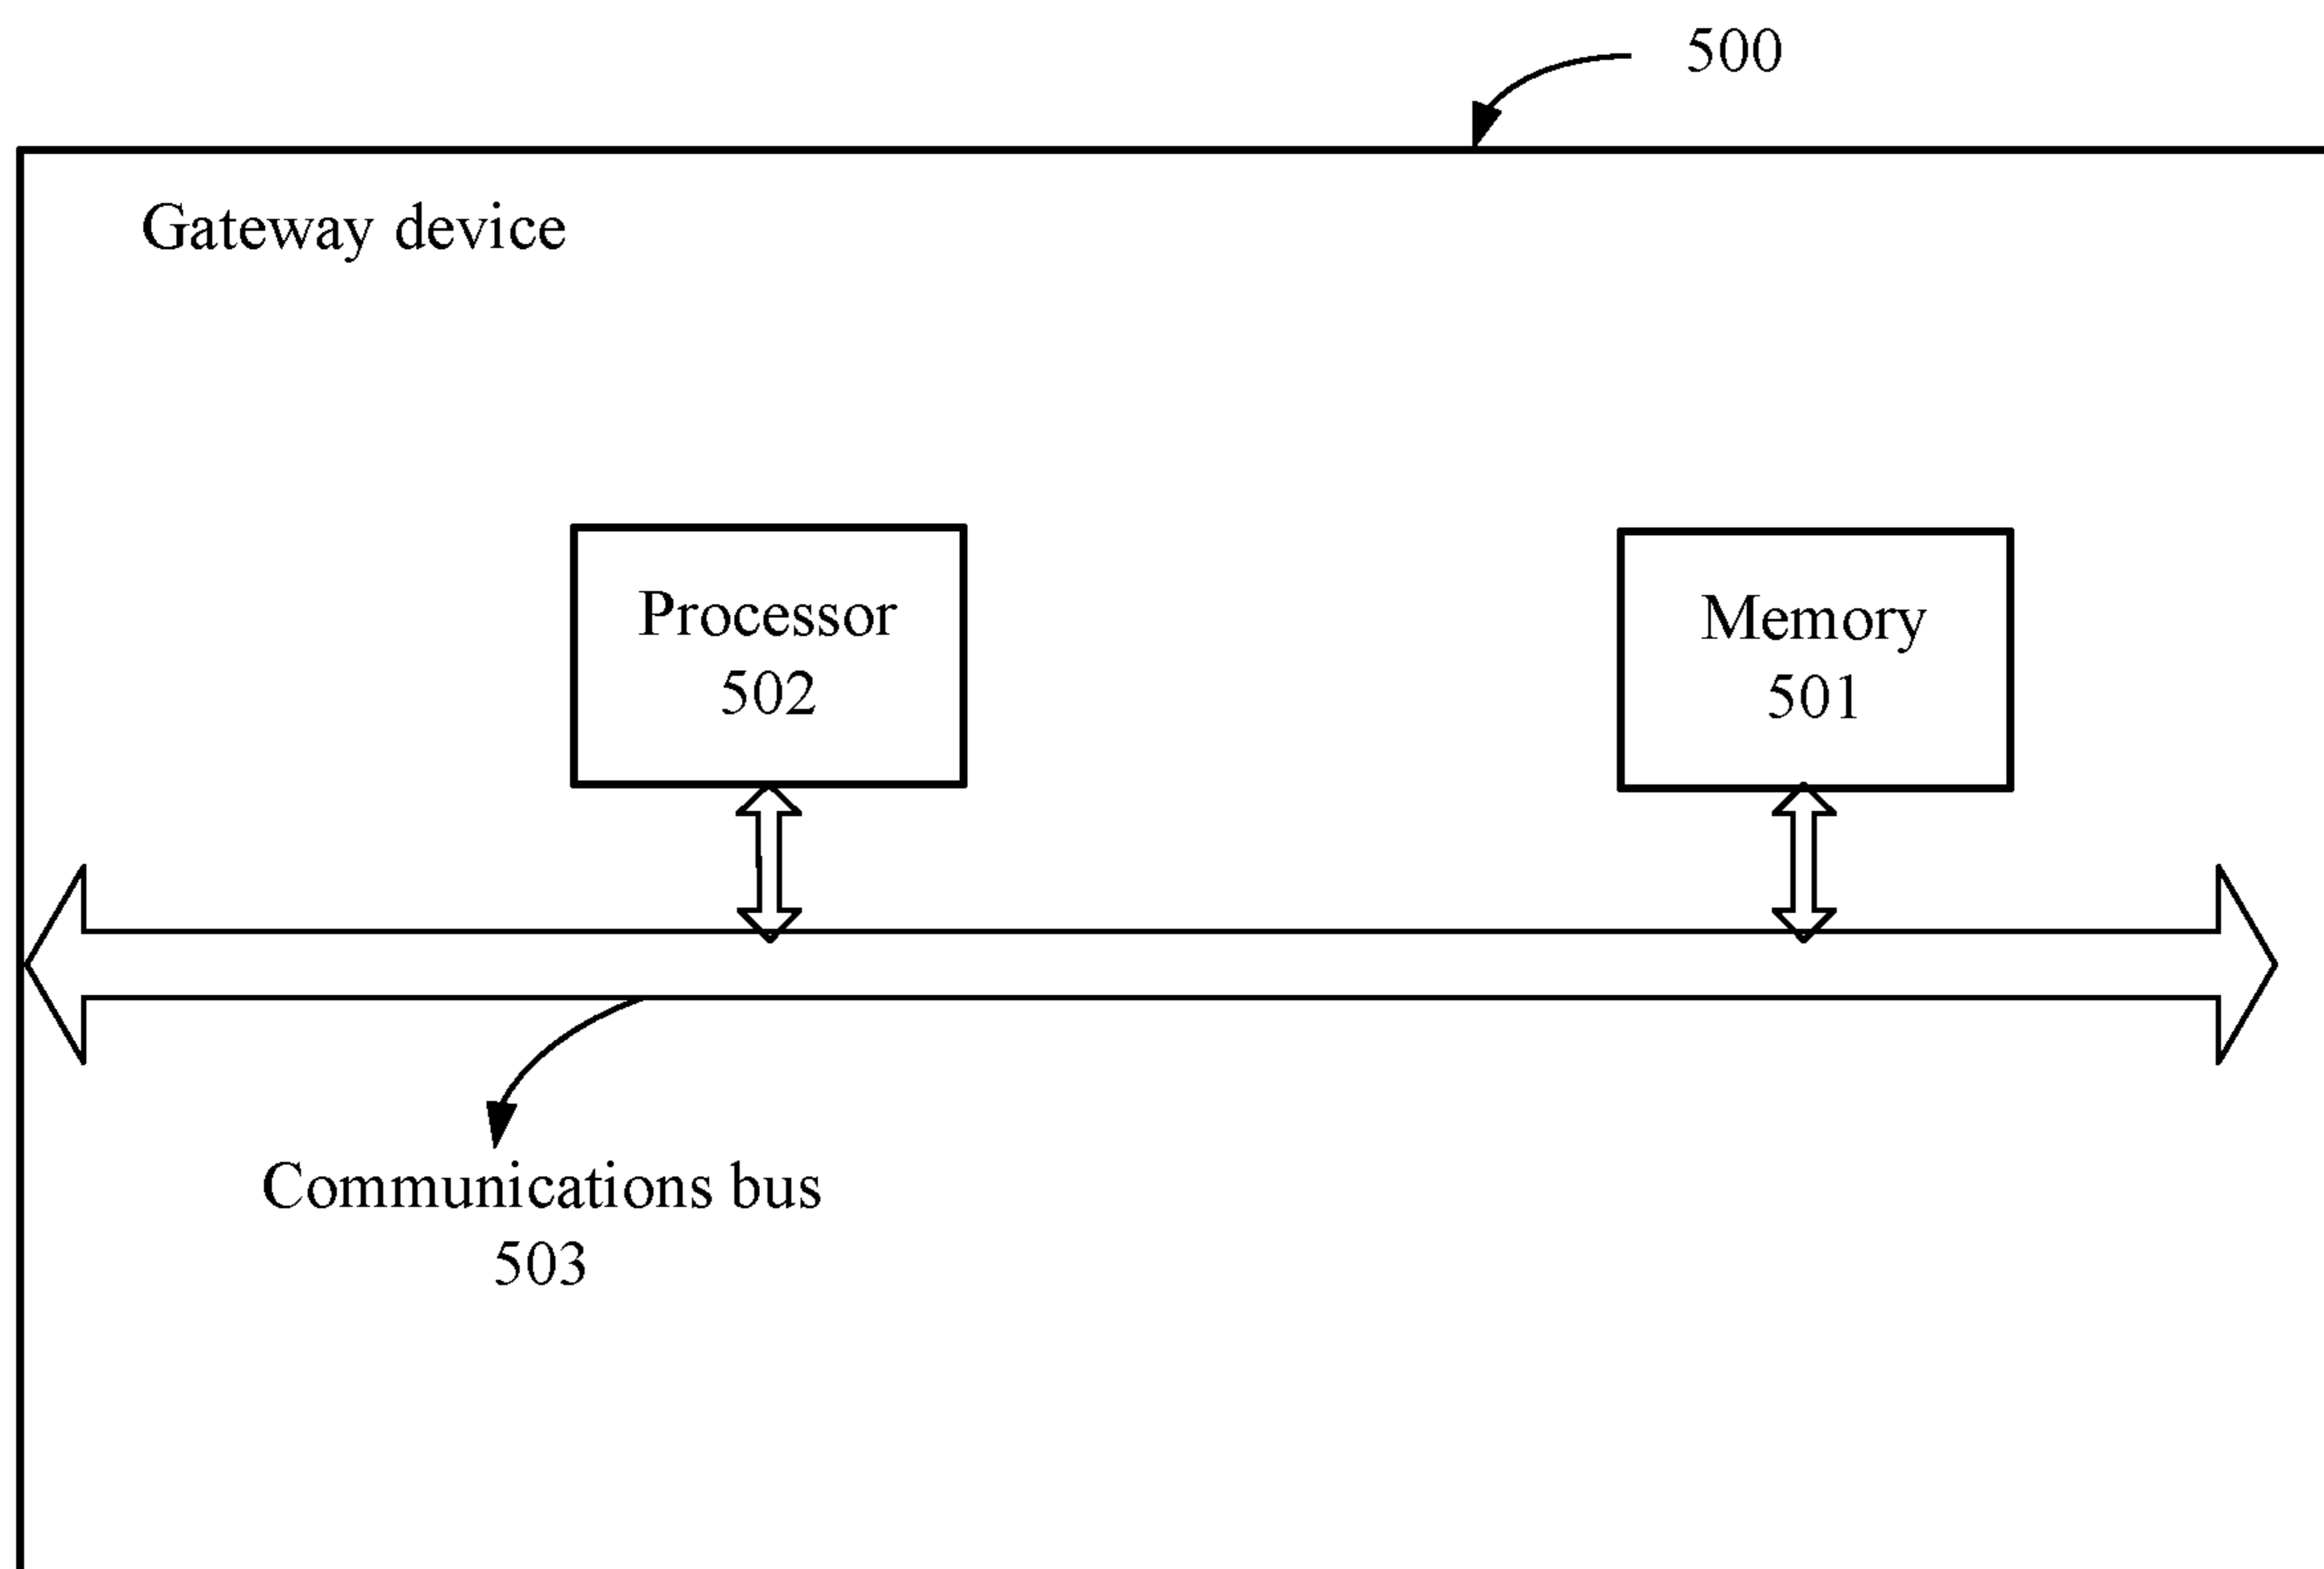 500
Gateway device
Processor
502
Memory
501
Communications bus
503